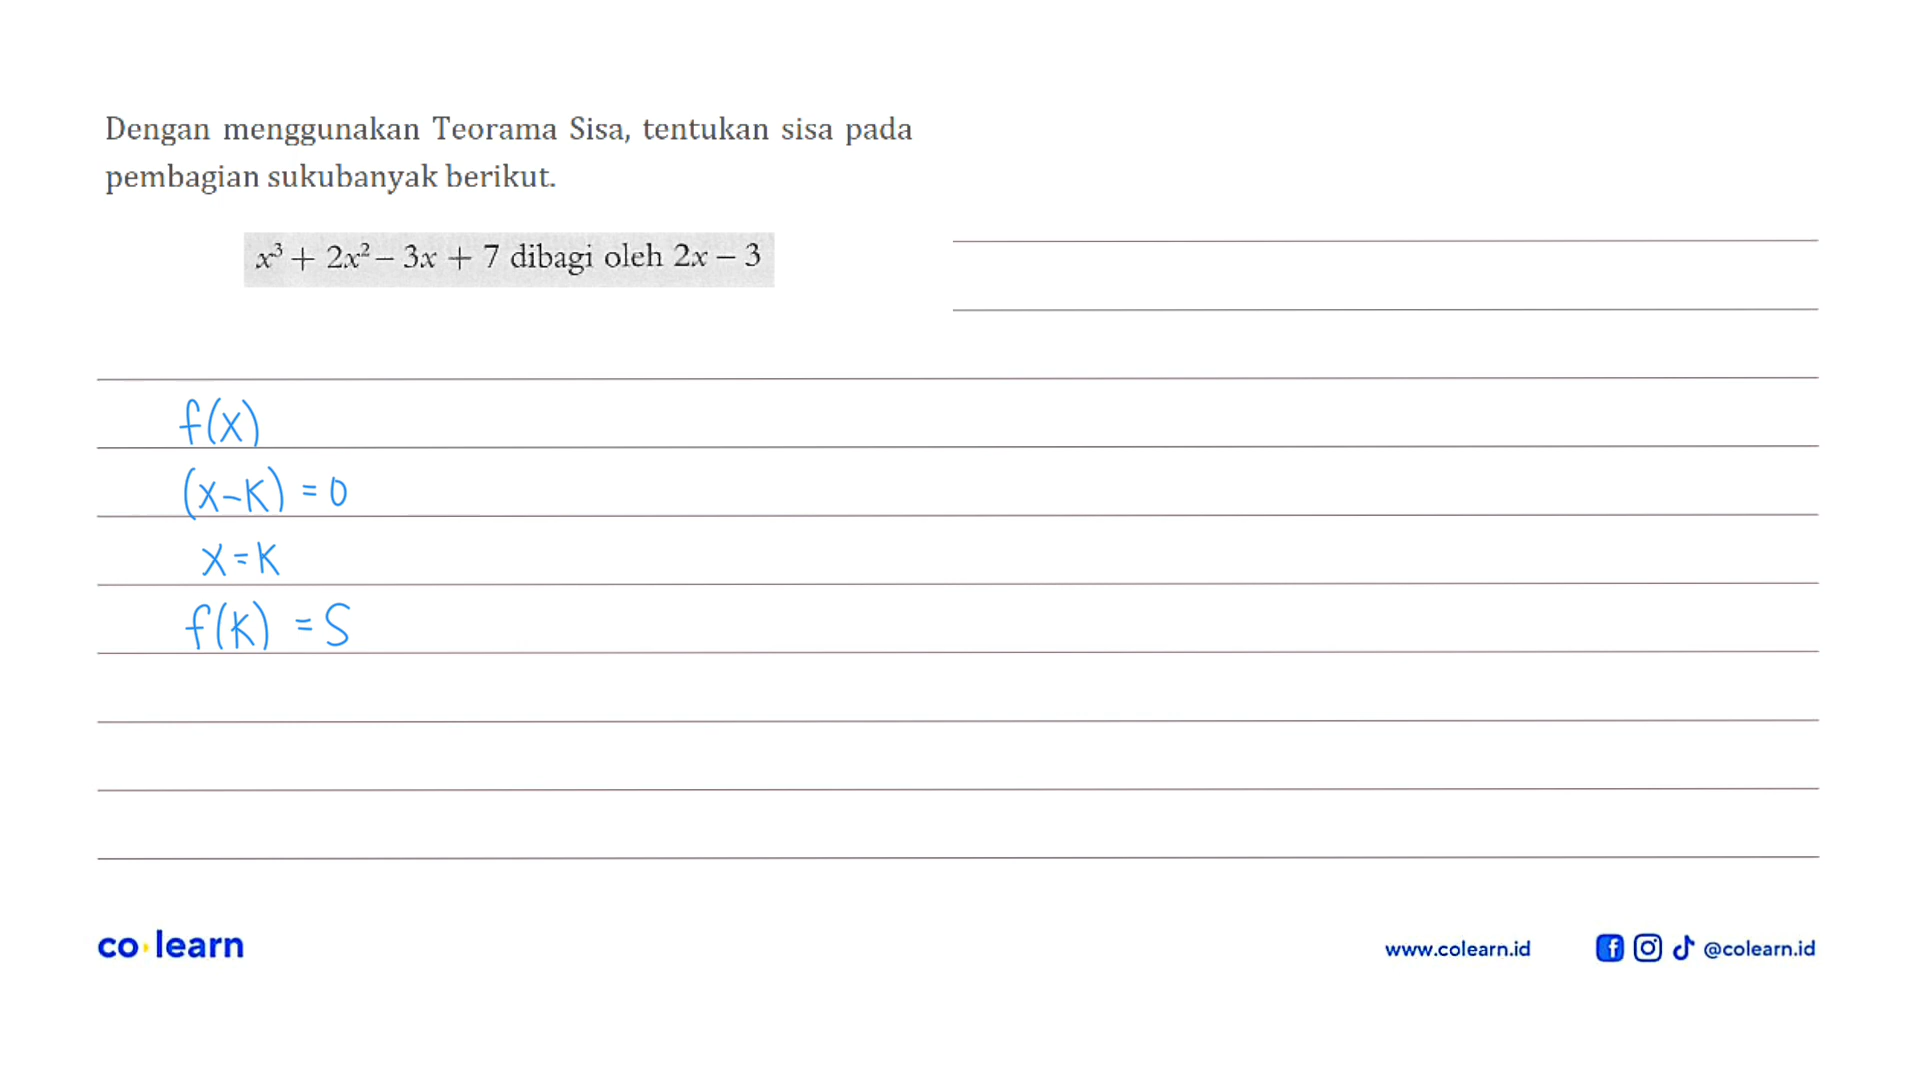 Dengan menggunakan Teorama Sisa, tentukan sisa pada
pembagian sukubanyak berikut.
x³ + 2x² – 3x + 7 dibagi oleh 2x – 3
f(x)
(x-k) = 0
x = k
f(k) = S
co learn
www.colearn.id
@colearn.id